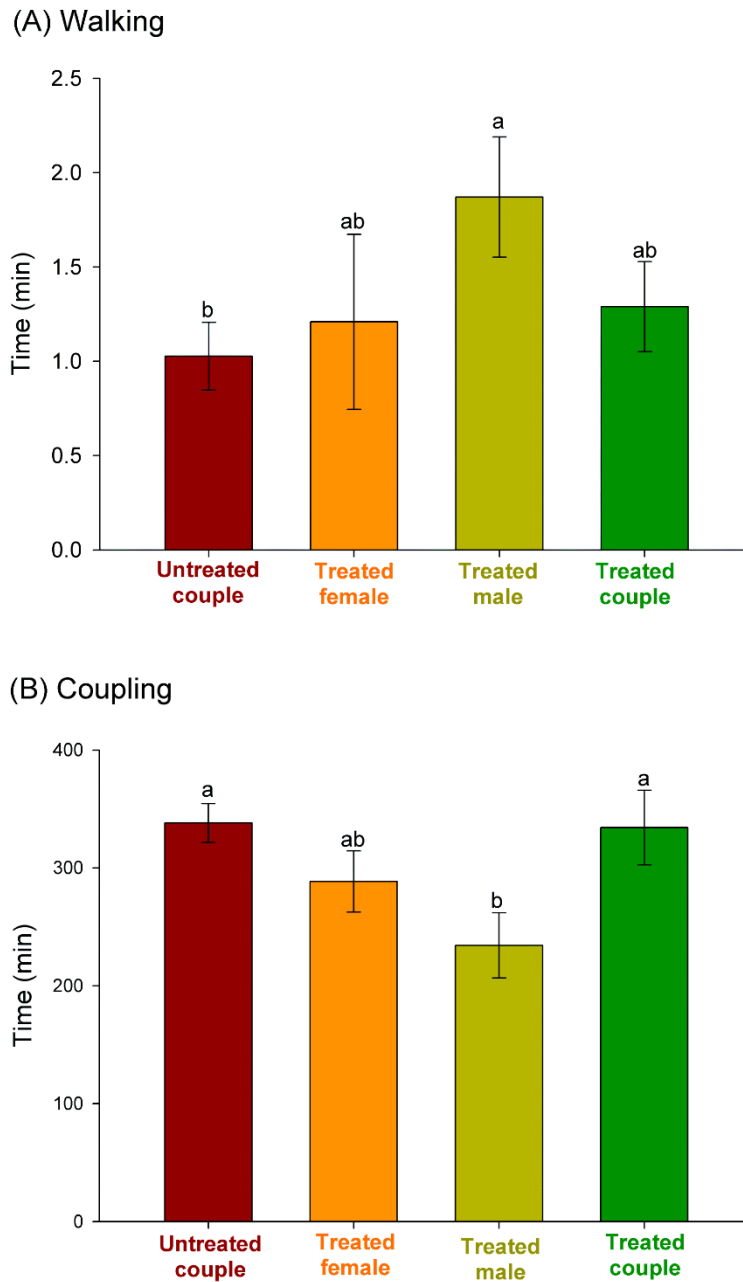 (A) Walking
2.5
2.0
1.5
1.0
0.5
0.0
Time (min)
b
ab
a
ab
Untreated
couple
Treated
female
Treated
male
Treated
couple
(B) Coupling
400
300
200
100
0
Time (min)
a
ab
b
a
Untreated
couple
Treated
female
Treated
male
Treated
couple